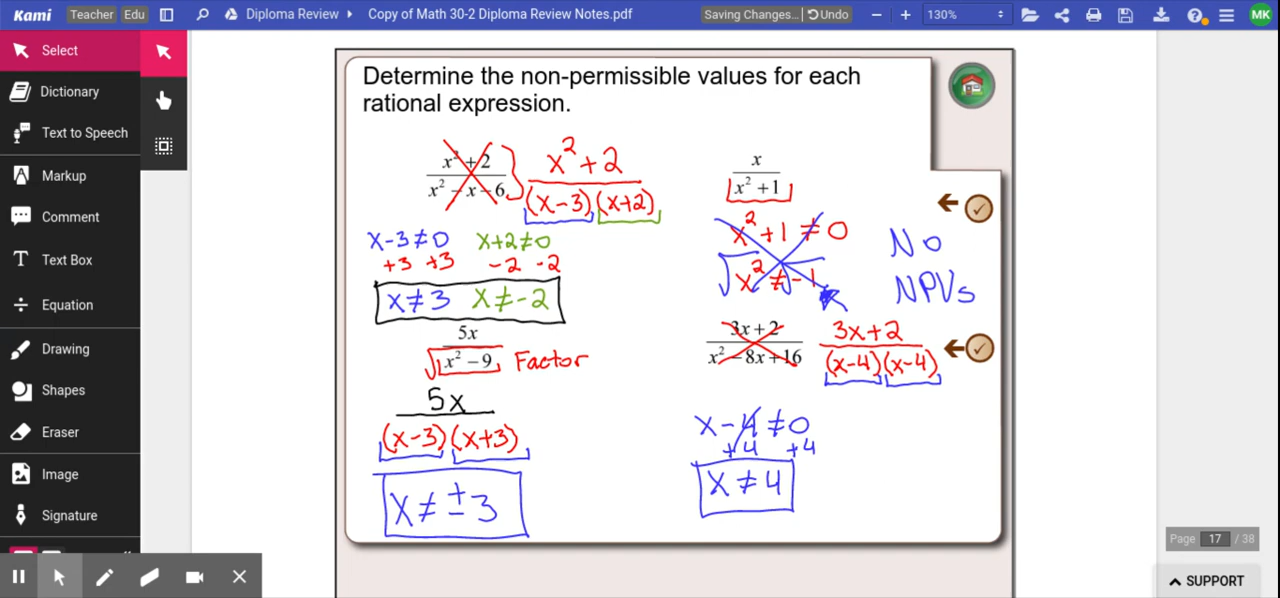 Kami Teacher Edu Diploma Review Copy of Math 30-2 Diploma Review Notes.pdf Saving Changes... Undo 130% MK
Select
Dictionary
Text to Speech
Markup
Comment
Text Box
Equation
Drawing
Shapes
Eraser
Image
Signature
Determine the non-permissible values for each
rational expression.
x² + 2
x² − x − 6
x² + 2
(x−3)(x+2)
x−3≠0 x+2≠0
+3 +3 −2 −2
x≠3 x≠−2
5x
√x² − 9 Factor
5x
(x−3)(x+3)
x≠ ±3
x
x² + 1
x² + 1 ≠ 0
√x² ≠ √−1
No
NPVs
3x + 2
x² − 8x + 16
3x+2
(x−4)(x−4)
x−4≠0
+4 +4
x≠4
Page 17 / 38
SUPPORT